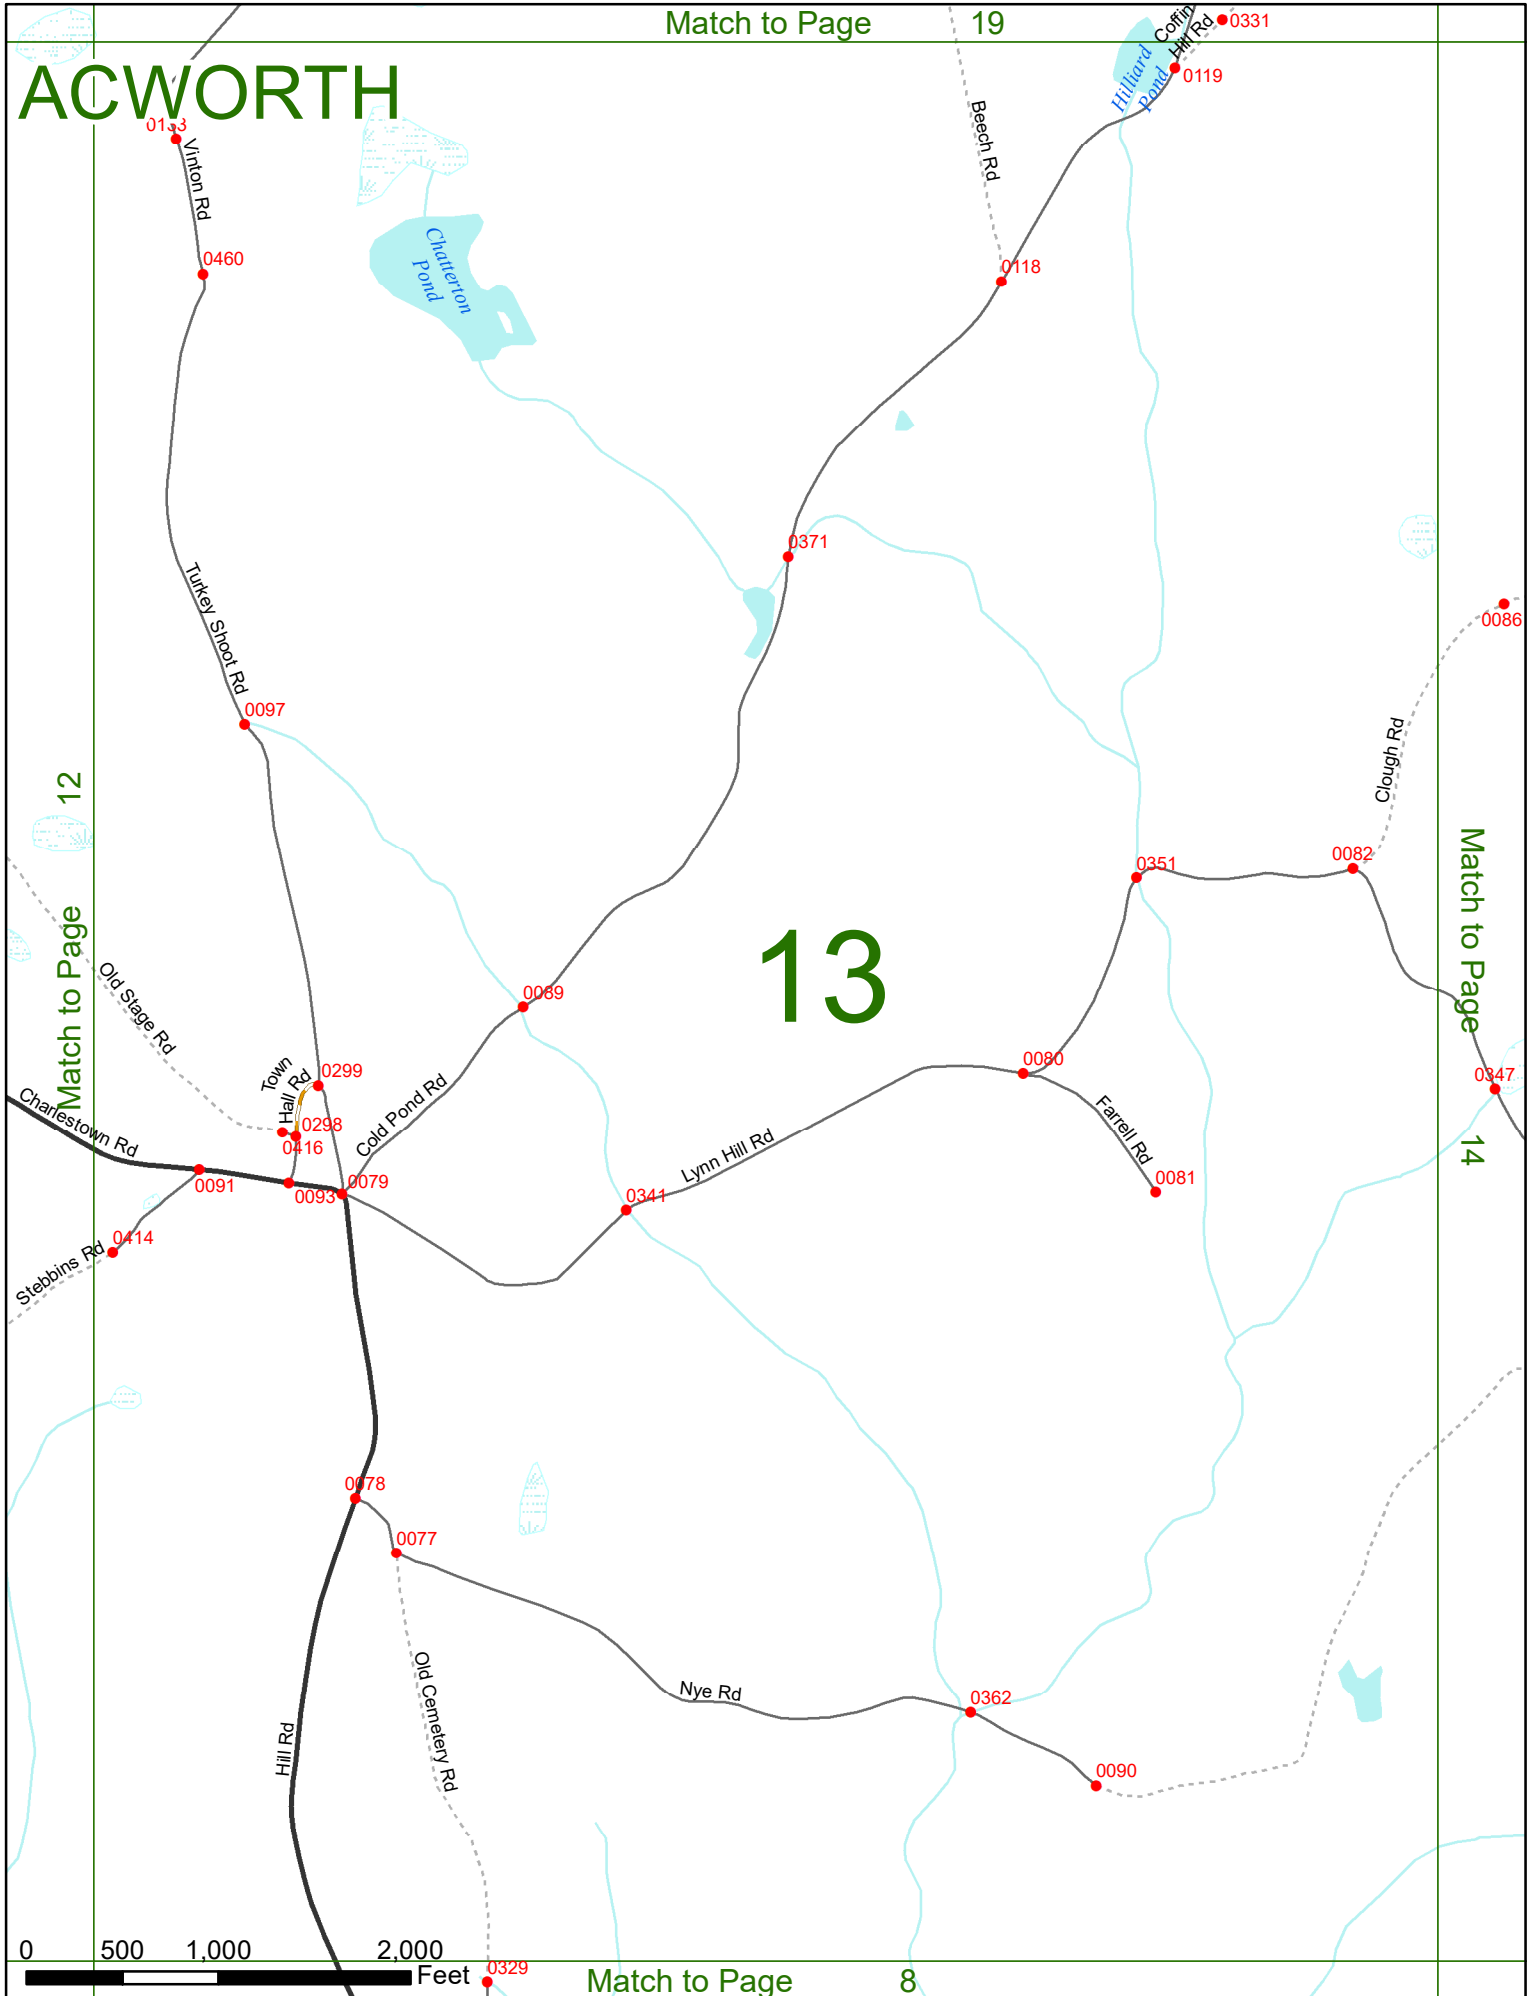 Match to Page 19
ACWORTH
Coffin
Hill Rd
0331
0119
Hilliard
Pond
Beech Rd
Vinton Rd
0460
Chatterton
Pond
0118
0371
Turkey Shoot Rd
0086
0097
Clough Rd
Match to Page 12
0351
0082
Match to Page 14
13
Old Stage Rd
0089
Town
Hall Rd
0299
Cold Pond Rd
0080
0347
Charlestown Rd
0298
0416
Farrell Rd
Lynn Hill Rd
0091
0093
0079
0081
0341
0414
Stebbins Rd
0078
0077
Old Cemetery Rd
Nye Rd
0362
Hill Rd
0090
0 500 1,000 2,000
Feet
0329
Match to Page 8